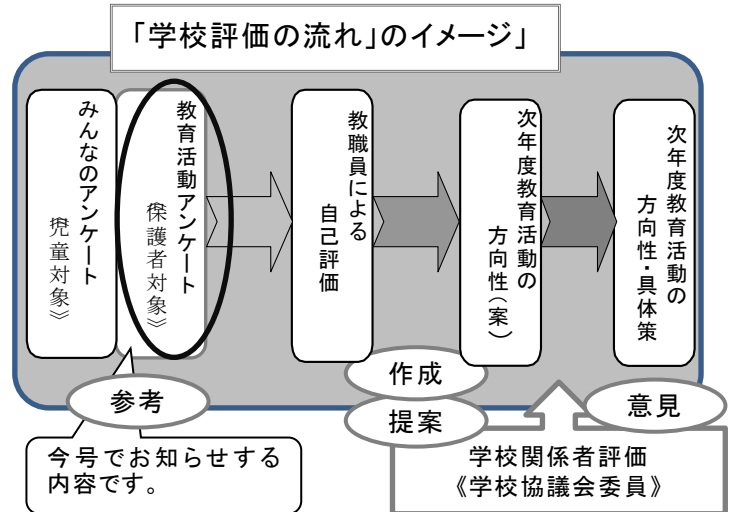 「学校評価の流れ」のイメージ」
みんなのアンケート
《児童対象》
教育活動アンケート
《保護者対象》
教職員による
自己評価
次年度教育活動の
方向性(案)
次年度教育活動の
方向性・具体策
参考
作成
提案
意見
今号でお知らせする
内容です。
学校関係者評価
《学校協議会委員》